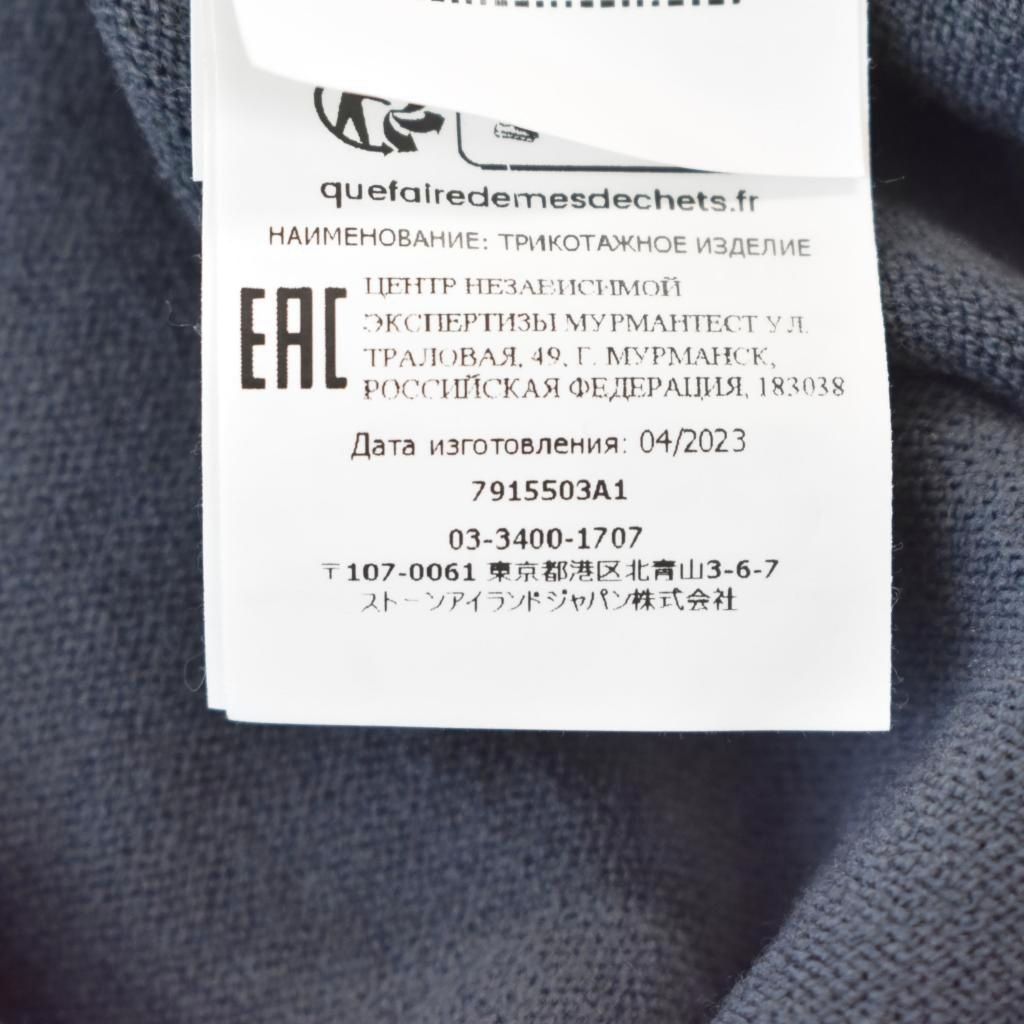 quefairedemesdechets.fr
НАИМЕНОВАНИЕ: ТРИКОТАЖНОЕ ИЗДЕЛИЕ
EAC
ЦЕНТР НЕЗАВИСИМОЙ
ЭКСПЕРТИЗЫ МУРМАНТЕСТ УЛ.
ТРАЛОВАЯ, 49, Г. МУРМАНСК,
РОССИЙСКАЯ ФЕДЕРАЦИЯ, 183038
Дата изготовления: 04/2023
7915503A1
03-3400-1707
〒107-0061 東京都港区北青山3-6-7
ストーンアイランドジャパン株式会社